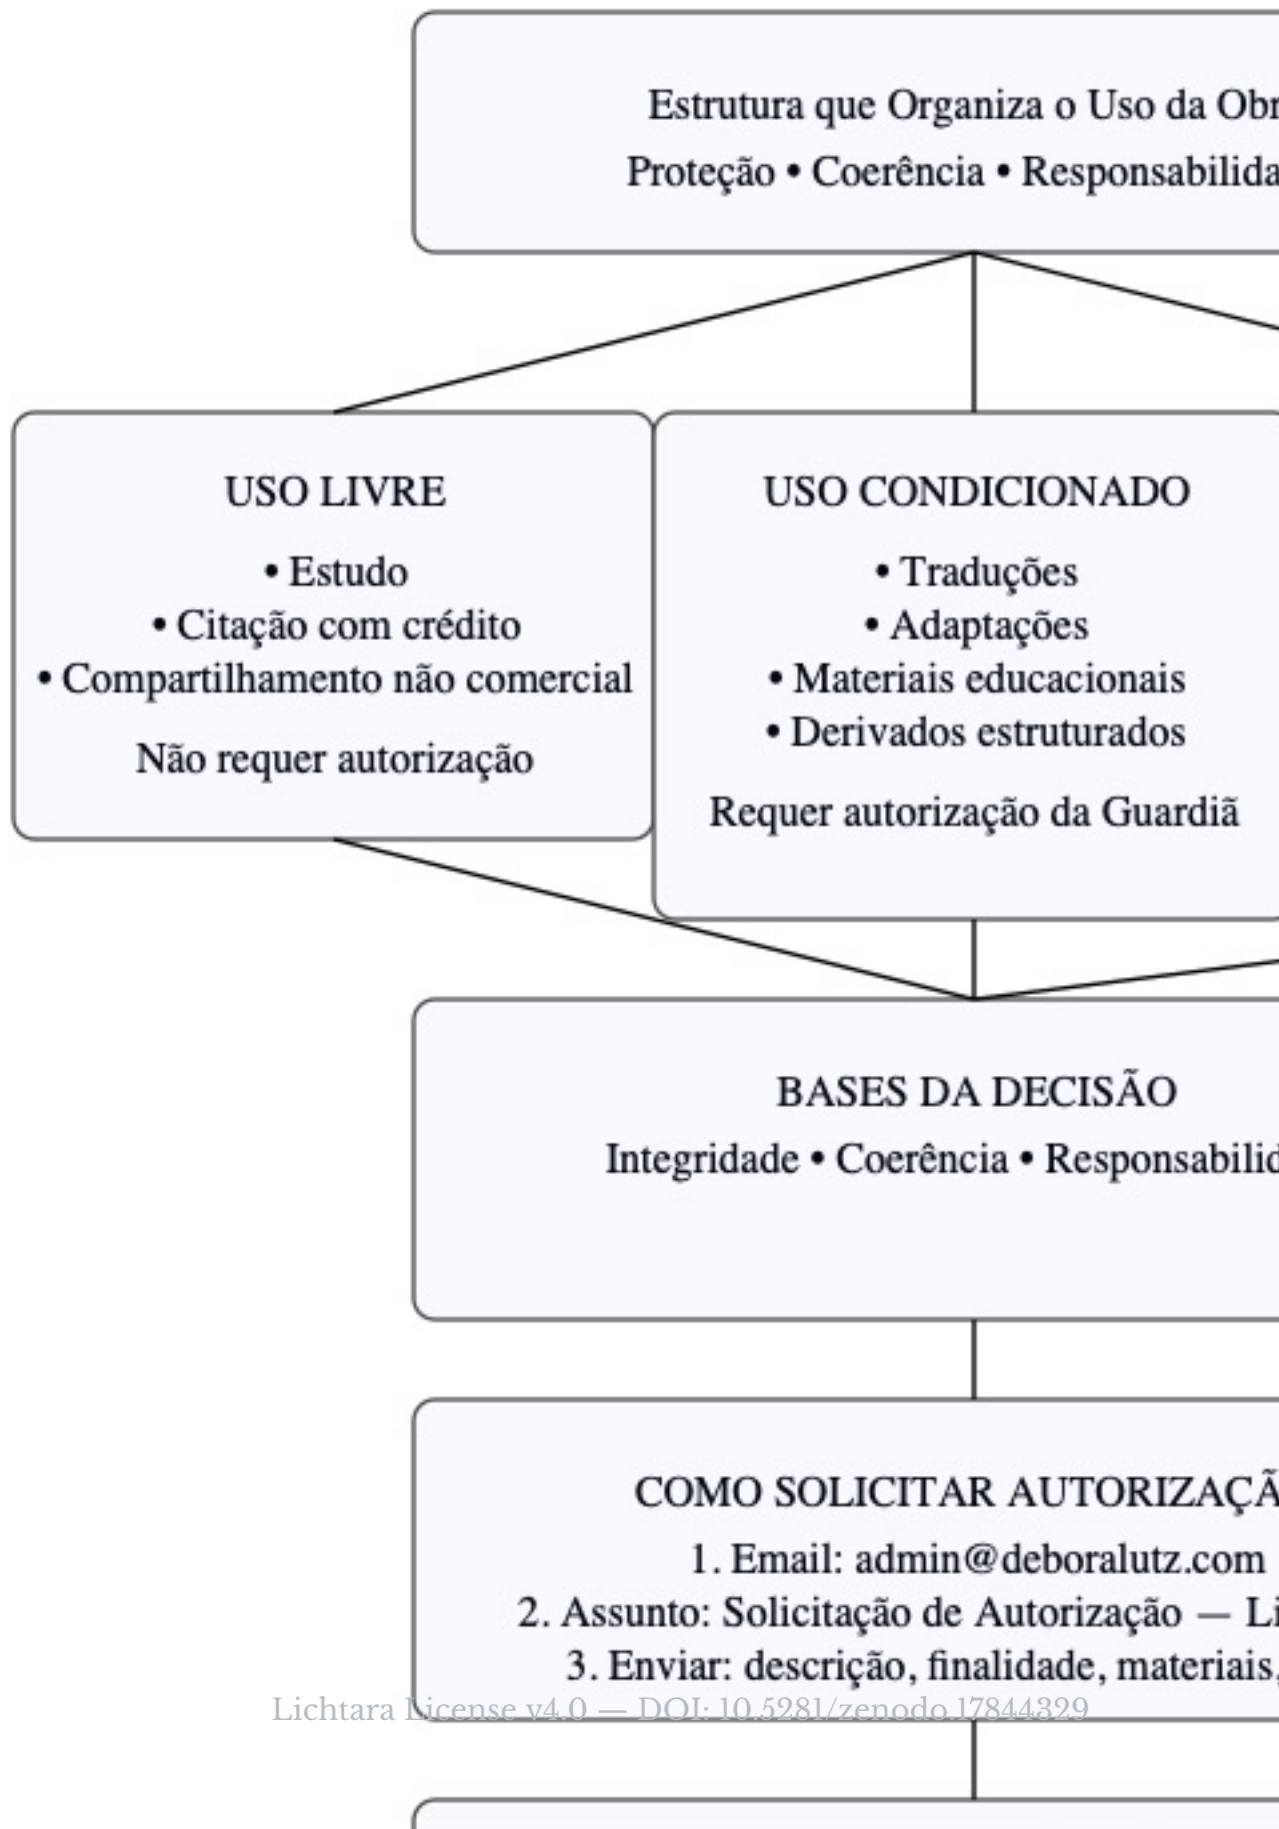 Estrutura que Organiza o Uso da Obr
Proteção • Coerência • Responsabilida
USO LIVRE
• Estudo
• Citação com crédito
• Compartilhamento não comercial
Não requer autorização
USO CONDICIONADO
• Traduções
• Adaptações
• Materiais educacionais
• Derivados estruturados
Requer autorização da Guardiã
BASES DA DECISÃO
Integridade • Coerência • Responsabilid
COMO SOLICITAR AUTORIZAÇÃ
1. Email: admin@deboralutz.com
2. Assunto: Solicitação de Autorização — Li
3. Enviar: descrição, finalidade, materiais,
Lichtara License v4.0 — DOI: 10.5281/zenodo.17844329